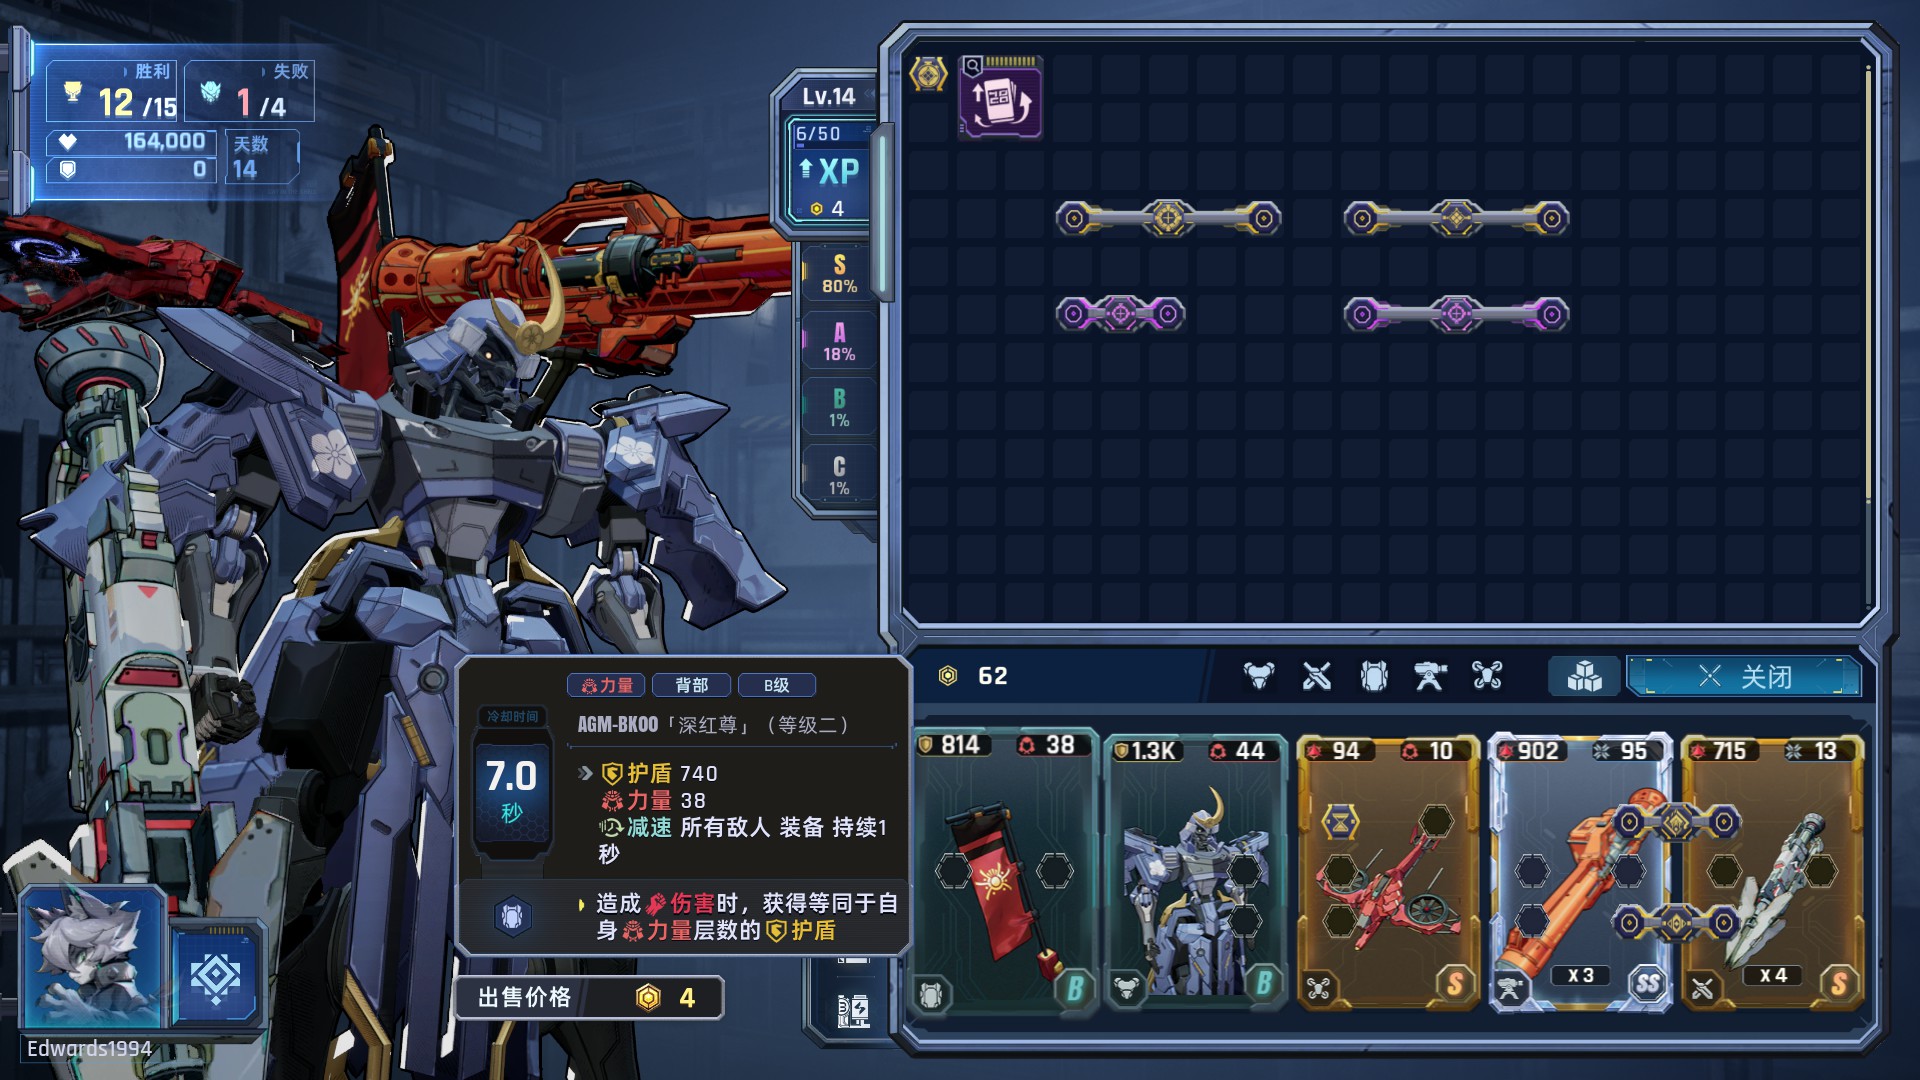 胜利
12 /15
失败
1 /4
164,000
0
天数
14
Lv.14
6/50
XP
4
S
80%
A
18%
B
1%
C
1%
力量
背部
B级
冷却时间
7.0
秒
AGM-BK00「深红尊」（等级二）
护盾 740
力量 38
减速 所有敌人 装备 持续1
秒
造成 伤害时，获得等同于自
身 力量层数的 护盾
出售价格
4
62
关闭
814
38
B
1.3K
44
B
94
10
S
902
95
x3
SS
715
13
x4
S
Edwards1994